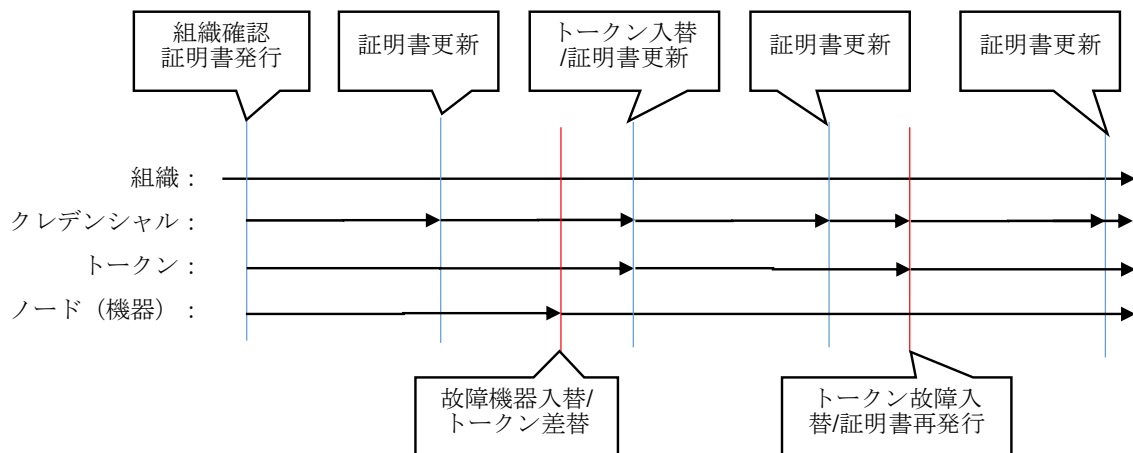 組織確認
証明書発行
証明書更新
トークン入替
/証明書更新
証明書更新
証明書更新
組織：
クレデンシャル：
トークン：
ノード（機器）：
故障機器入替/
トークン差替
トークン故障入
替/証明書再発行